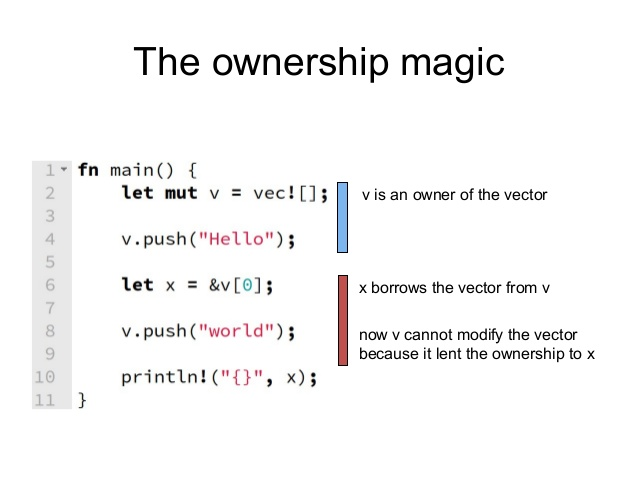 The ownership magic
1 fn main() {
2 let mut v = vec![];
3
4 v.push("Hello");
5
6 let x = &v[0];
7
8 v.push("world");
9
10 println!("{}", x);
11 }
v is an owner of the vector
x borrows the vector from v
now v cannot modify the vector
because it lent the ownership to x